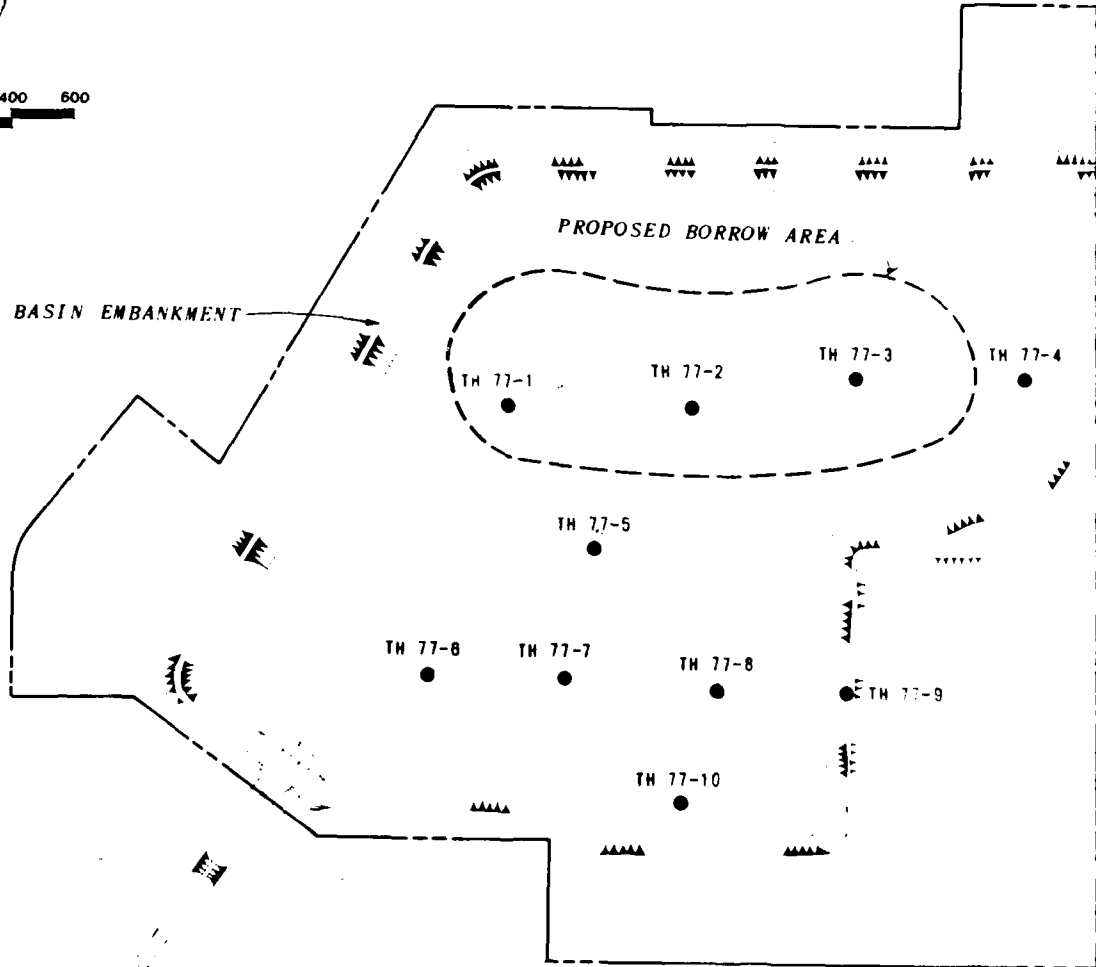 400 600
PROPOSED BORROW AREA
BASIN EMBANKMENT
TH 77-3
TH 77-4
TH 77-2
TH 77-1
TH 77-5
TH 77-6
TH 77-7
TH 77-8
TH 77-9
TH 77-10